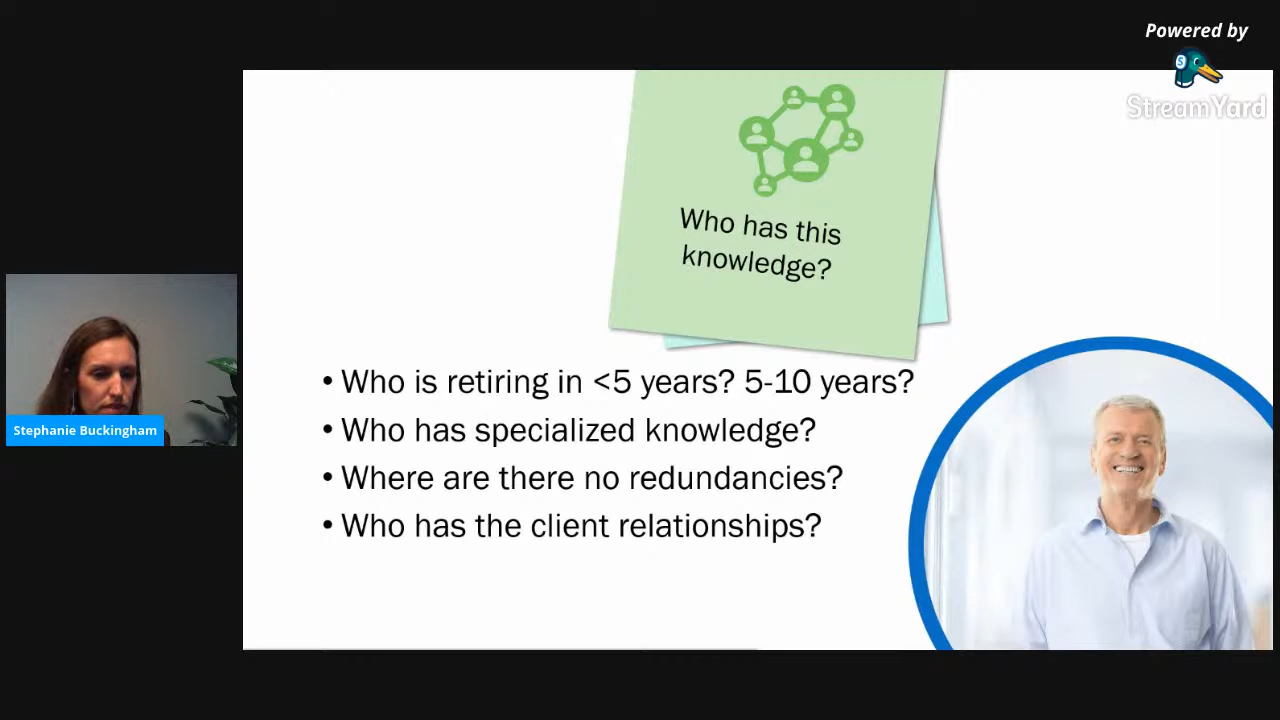 Powered by
StreamYard
Who has this
knowledge?
• Who is retiring in <5 years? 5-10 years?
• Who has specialized knowledge?
• Where are there no redundancies?
• Who has the client relationships?
Stephanie Buckingham